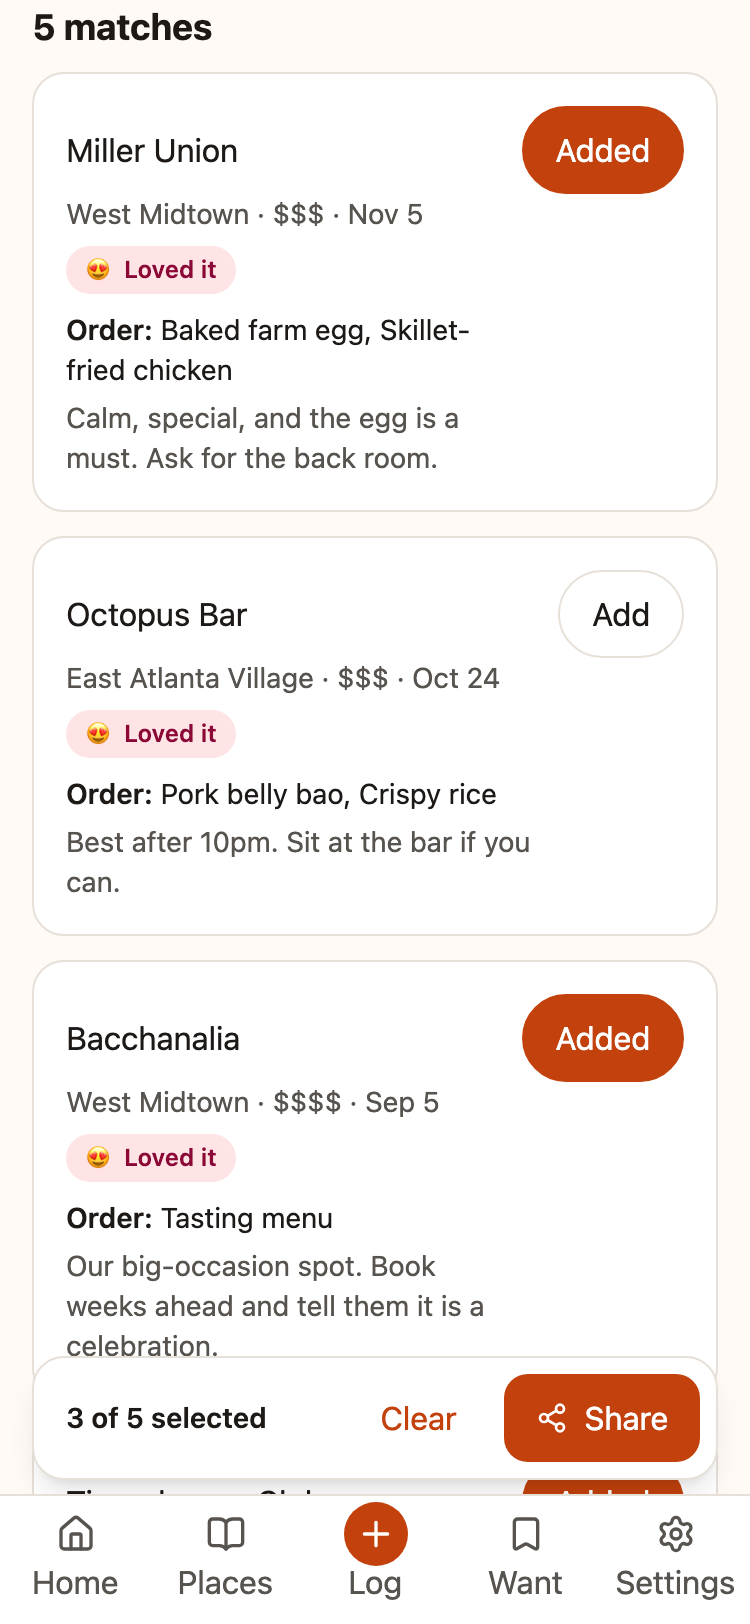 5 matches
Miller Union
Added
West Midtown · $$$ · Nov 5
😍 Loved it
Order: Baked farm egg, Skillet-
fried chicken
Calm, special, and the egg is a
must. Ask for the back room.
Octopus Bar
Add
East Atlanta Village · $$$ · Oct 24
😍 Loved it
Order: Pork belly bao, Crispy rice
Best after 10pm. Sit at the bar if you
can.
Bacchanalia
Added
West Midtown · $$$$ · Sep 5
😍 Loved it
Order: Tasting menu
Our big-occasion spot. Book
weeks ahead and tell them it is a
celebration.
3 of 5 selected
Clear
Share
Home
Places
Log
Want
Settings